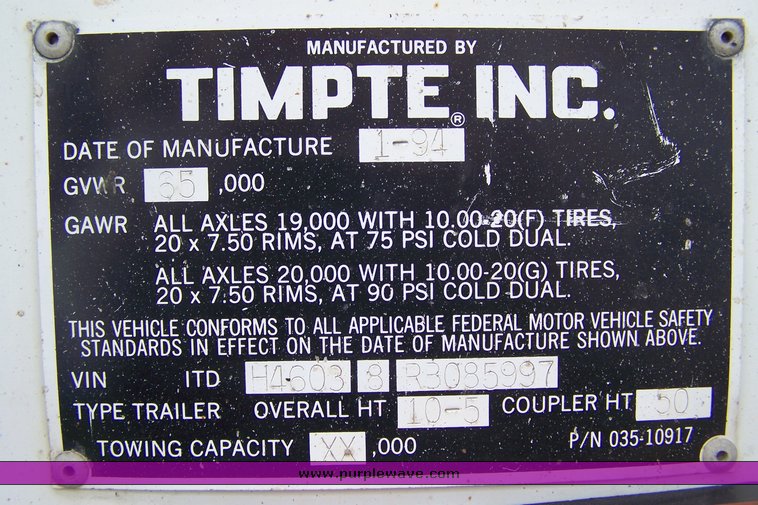 MANUFACTURED BY
TIMPTE® INC.
DATE OF MANUFACTURE 1-94
GVWR 65 ,000
GAWR ALL AXLES 19,000 WITH 10.00-20(F) TIRES,
20 x 7.50 RIMS, AT 75 PSI COLD DUAL.
ALL AXLES 20,000 WITH 10.00-20(G) TIRES,
20 x 7.50 RIMS, AT 90 PSI COLD DUAL.
THIS VEHICLE CONFORMS TO ALL APPLICABLE FEDERAL MOTOR VEHICLE SAFETY
STANDARDS IN EFFECT ON THE DATE OF MANUFACTURE SHOWN ABOVE.
VIN ITD H4603 8 R3085997
TYPE TRAILER OVERALL HT 10-5 COUPLER HT 50
TOWING CAPACITY XX ,000 P/N 035-10917
www.purplewave.com